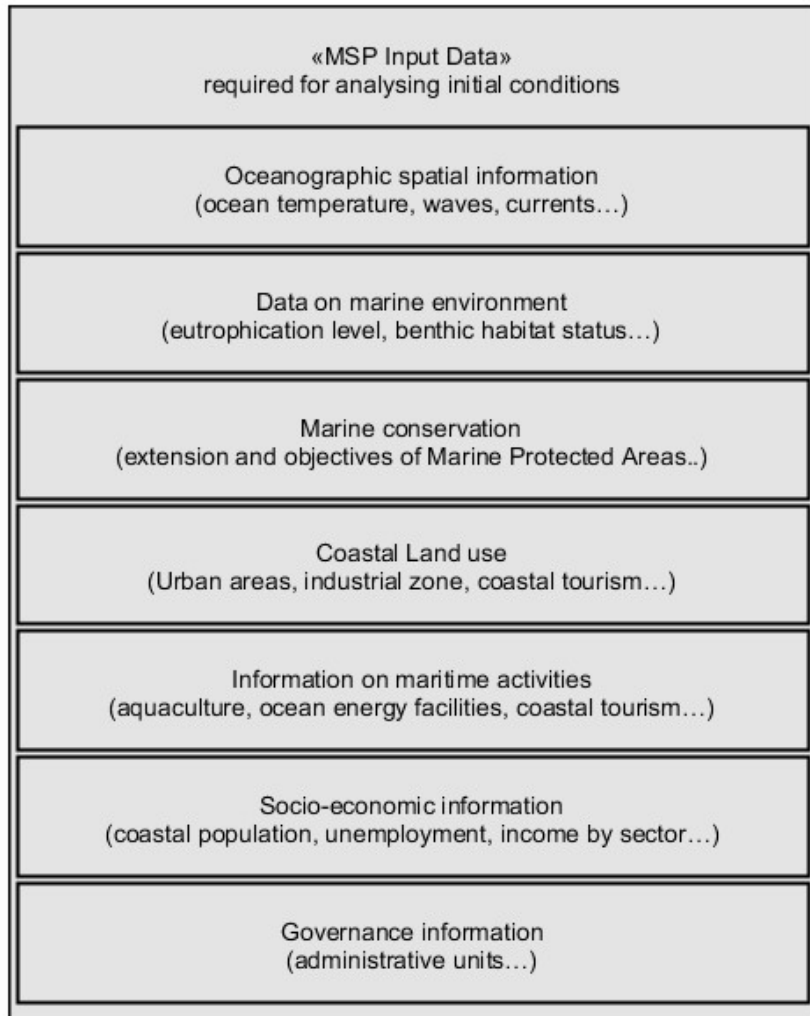 «MSP Input Data»
required for analysing initial conditions
Oceanographic spatial information
(ocean temperature, waves, currents…)
Data on marine environment
(eutrophication level, benthic habitat status…)
Marine conservation
(extension and objectives of Marine Protected Areas..)
Coastal Land use
(Urban areas, industrial zone, coastal tourism…)
Information on maritime activities
(aquaculture, ocean energy facilities, coastal tourism…)
Socio-economic information
(coastal population, unemployment, income by sector…)
Governance information
(administrative units…)